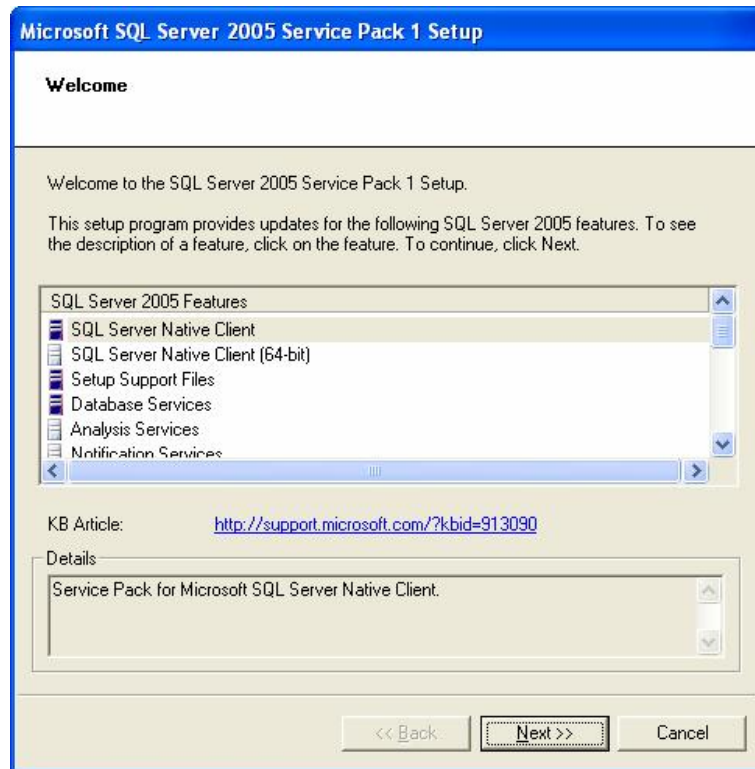 Microsoft SQL Server 2005 Service Pack 1 Setup
Welcome
Welcome to the SQL Server 2005 Service Pack 1 Setup.
This setup program provides updates for the following SQL Server 2005 features. To see
the description of a feature, click on the feature. To continue, click Next.
SQL Server 2005 Features
SQL Server Native Client
SQL Server Native Client (64-bit)
Setup Support Files
Database Services
Analysis Services
Notification Services
KB Article: http://support.microsoft.com/?kbid=913090
Details
Service Pack for Microsoft SQL Server Native Client.
<< Back Next >> Cancel